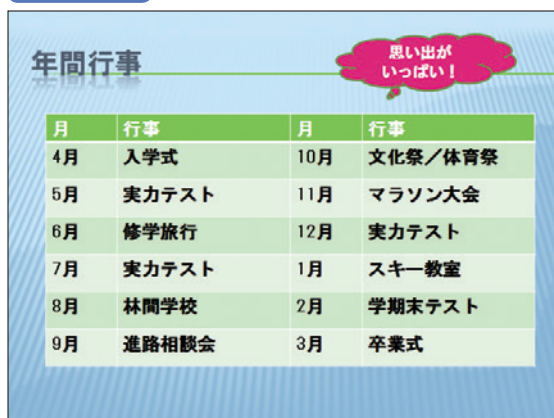 年間行事
思い出が
いっぱい！
月 行事 月 行事
4月 入学式 10月 文化祭／体育祭
5月 実力テスト 11月 マラソン大会
6月 修学旅行 12月 実力テスト
7月 実力テスト 1月 スキー教室
8月 林間学校 2月 学期末テスト
9月 進路相談会 3月 卒業式